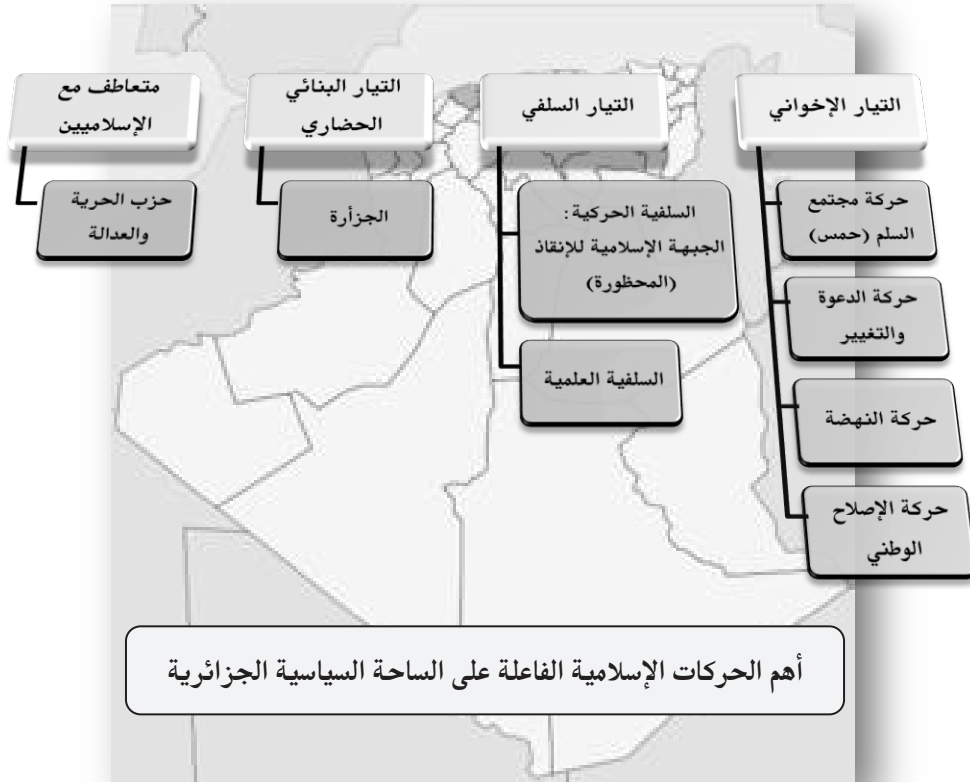 التيار الإخواني
حركة مجتمع
السلم (حمس)
حركة الدعوة
والتغيير
حركة النهضة
حركة الإصلاح
الوطني
التيار السلفي
السلفية الحركية:
الجبهة الإسلامية للإنقاذ
(المحظورة)
السلفية العلمية
التيار البنائي
الحضاري
الجزأرة
متعاطف مع
الإسلاميين
حزب الحرية
والعدالة
أهم الحركات الإسلامية الفاعلة على الساحة السياسية الجزائرية